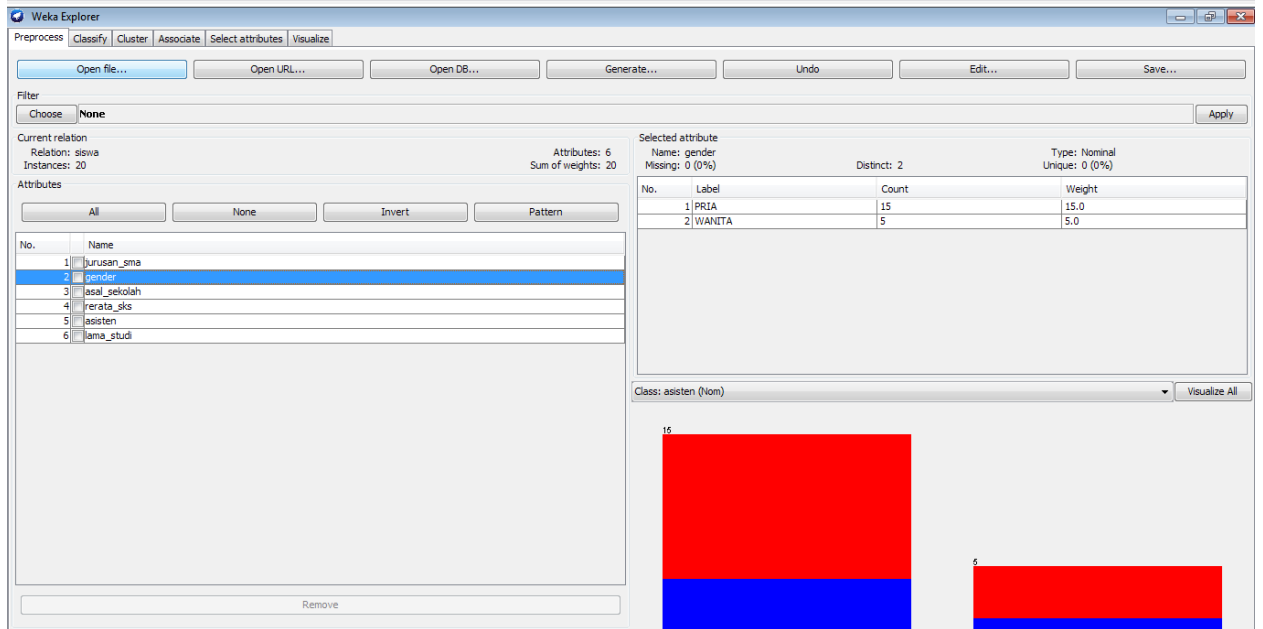 Weka Explorer
Preprocess Classify Cluster Associate Select attributes Visualize
Open file... Open URL... Open DB... Generate... Undo Edit... Save...
Filter
Choose None Apply
Current relation
Relation: siswa Attributes: 6
Instances: 20 Sum of weights: 20
Attributes
All None Invert Pattern
No. Name
1 jurusan_sma
2 gender
3 asal_sekolah
4 rerata_sks
5 asisten
6 lama_studi
Remove
Selected attribute
Name: gender Type: Nominal
Missing: 0 (0%) Distinct: 2 Unique: 0 (0%)
No. Label Count Weight
1 PRIA 15 15.0
2 WANITA 5 5.0
Class: asisten (Nom) Visualize All
15
5